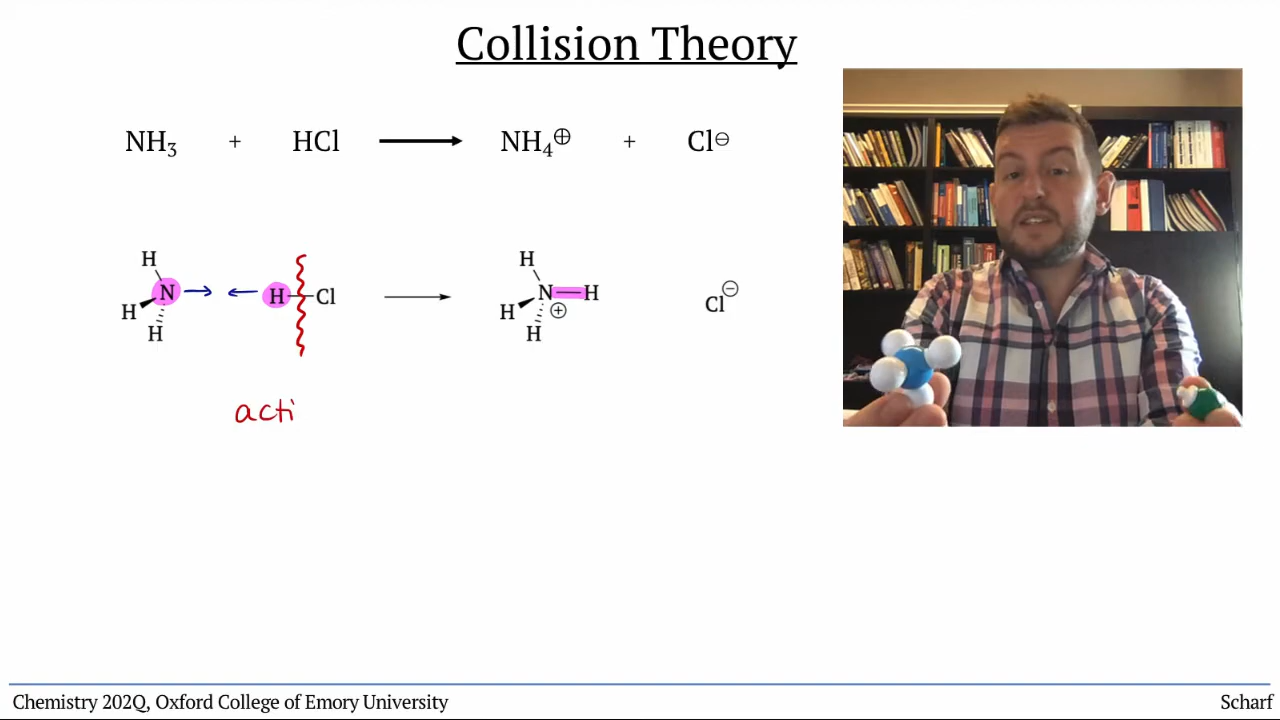 Collision Theory
NH₃ + HCl ⟶ NH₄⊕ + Cl⊖
H
N → ← H–Cl ⟶ N–H Cl⊖
H
H
H
H ⊕
H
acti
Chemistry 202Q, Oxford College of Emory University
Scharf